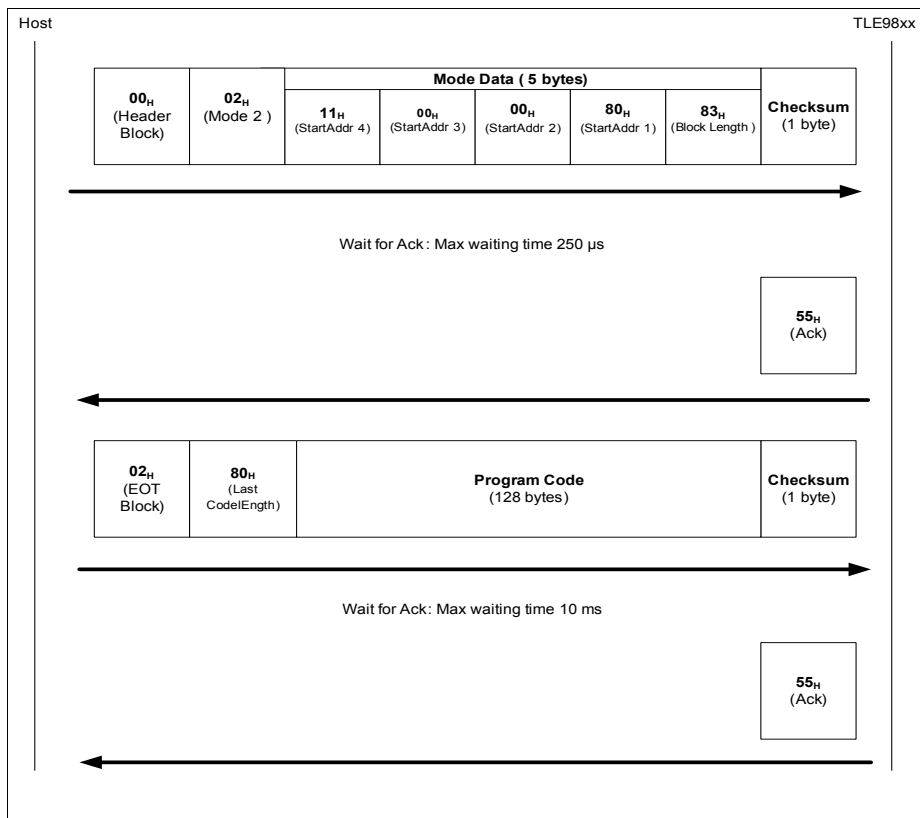 Host TLE98xx
Mode Data ( 5 bytes)
00H
(Header
Block)
02H
(Mode 2 )
11H
(StartAddr 4)
00H
(StartAddr 3)
00H
(StartAddr 2)
80H
(StartAddr 1)
83H
(Block Length )
Checksum
(1 byte)
Wait for Ack : Max waiting time 250 µs
55H
(Ack)
02H
(EOT
Block)
80H
(Last
CodelEngth)
Program Code
(128 bytes)
Checksum
(1 byte)
Wait for Ack: Max waiting time 10 ms
55H
(Ack)